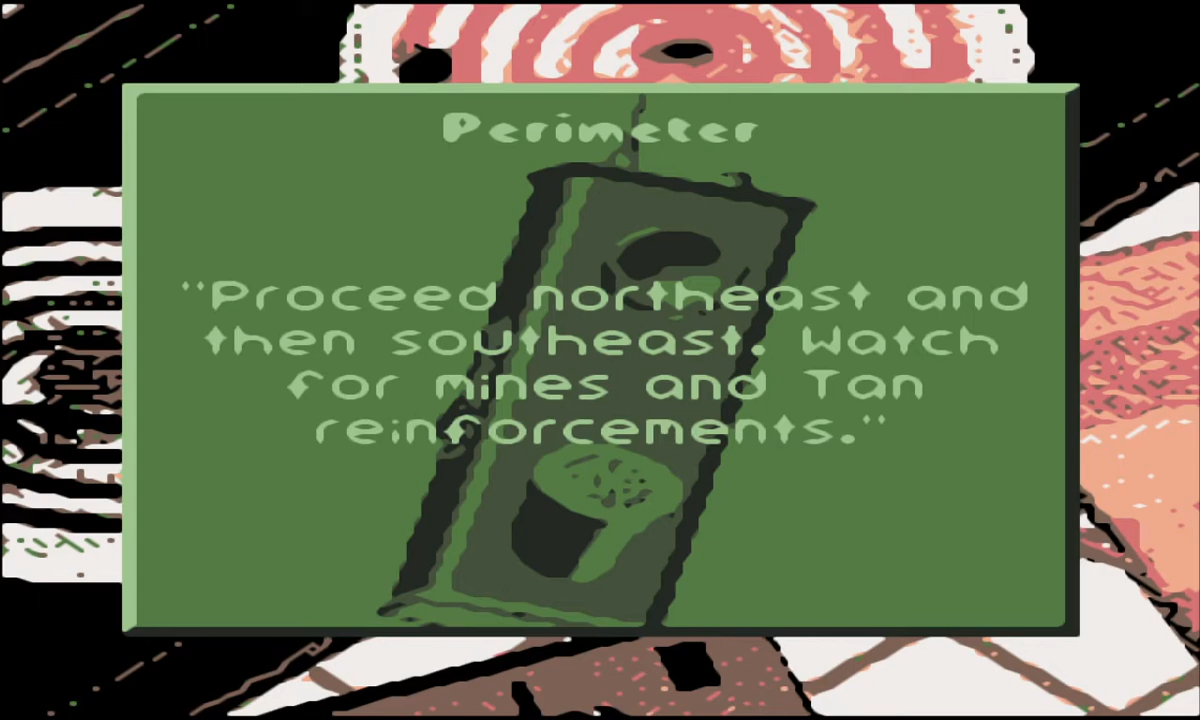 Perimeter
"Proceed northeast and
then southeast. Watch
for mines and Tan
reinforcements."